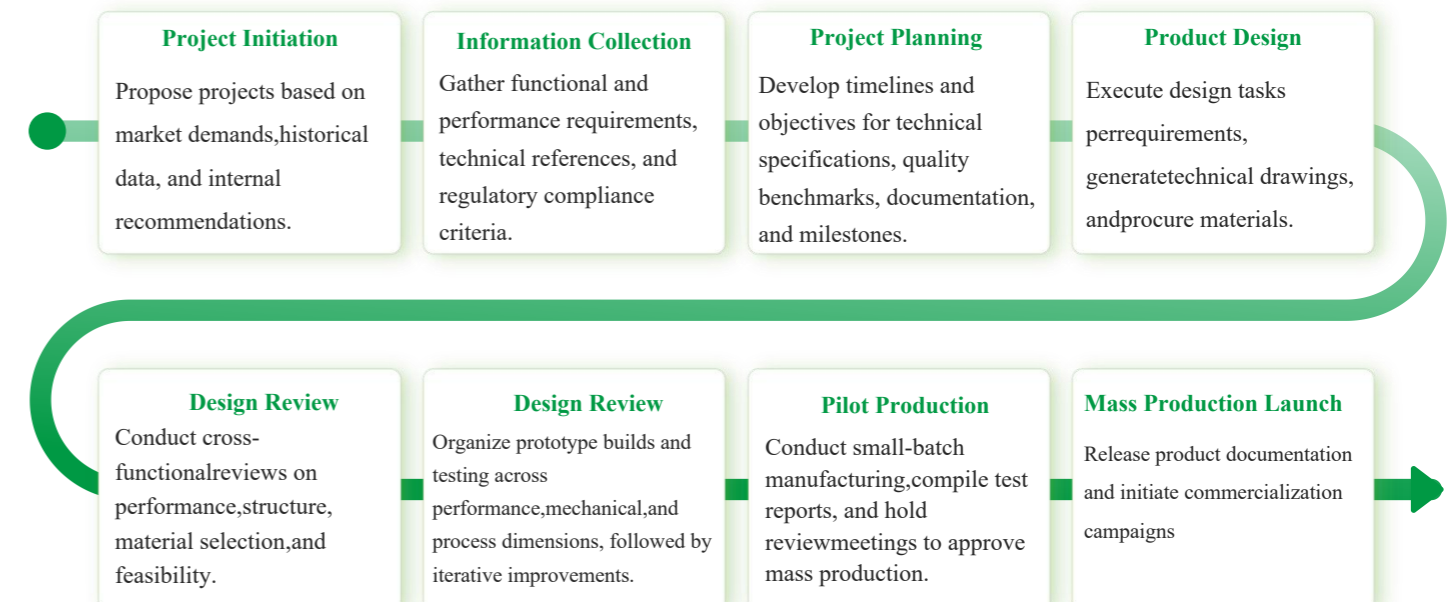 Project Initiation
Propose projects based on
market demands,historical
data, and internal
recommendations.
Information Collection
Gather functional and
performance requirements,
technical references, and
regulatory compliance
criteria.
Project Planning
Develop timelines and
objectives for technical
specifications, quality
benchmarks, documentation,
and milestones.
Product Design
Execute design tasks
perrequirements,
generatetechnical drawings,
andprocure materials.
Design Review
Conduct cross-
functionalreviews on
performance,structure,
material selection,and
feasibility.
Design Review
Organize prototype builds and
testing across
performance,mechanical,and
process dimensions, followed by
iterative improvements.
Pilot Production
Conduct small-batch
manufacturing,compile test
reports, and hold
reviewmeetings to approve
mass production.
Mass Production Launch
Release product documentation
and initiate commercialization
campaigns